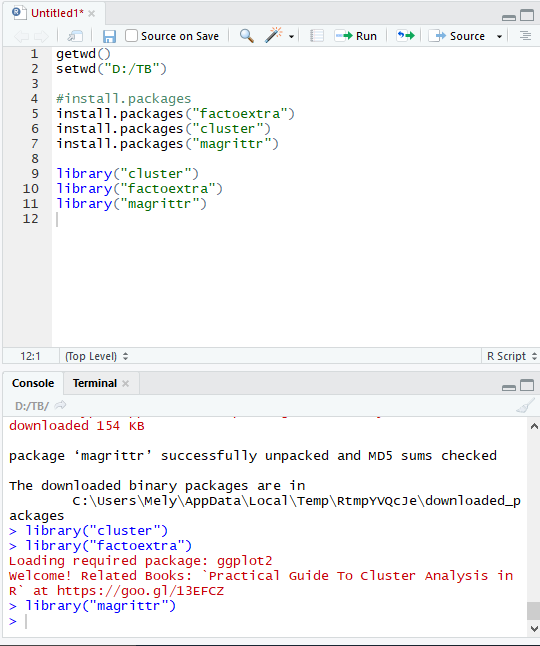 Untitled1*
Source on Save
Run
Source
1 getwd()
2 setwd("D:/TB")
3
4 #install.packages
5 install.packages("factoextra")
6 install.packages("cluster")
7 install.packages("magrittr")
8
9 library("cluster")
10 library("factoextra")
11 library("magrittr")
12
12:1 (Top Level) R Script
Console Terminal
D:/TB/
downloaded 154 KB
package ‘magrittr’ successfully unpacked and MD5 sums checked
The downloaded binary packages are in
C:\Users\Mely\AppData\Local\Temp\RtmpYVQcJe\downloaded_p
ackages
> library("cluster")
> library("factoextra")
Loading required package: ggplot2
Welcome! Related Books: `Practical Guide To Cluster Analysis in
R` at https://goo.gl/13EFCZ
> library("magrittr")
>